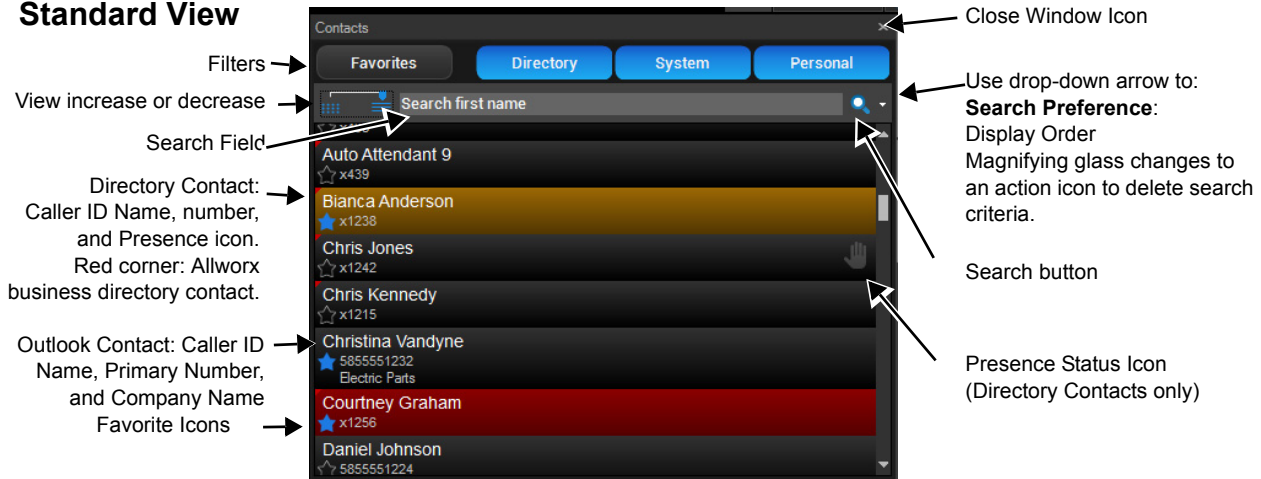 Standard View
Contacts
Close Window Icon
Filters
Favorites
Directory
System
Personal
View increase or decrease
Search first name
Use drop-down arrow to:
Search Preference:
Display Order
Magnifying glass changes to
an action icon to delete search
criteria.
Search Field
Auto Attendant 9
x439
Directory Contact:
Caller ID Name, number,
and Presence icon.
Red corner: Allworx
business directory contact.
Bianca Anderson
x1238
Chris Jones
x1242
Search button
Chris Kennedy
x1215
Outlook Contact: Caller ID
Name, Primary Number,
and Company Name
Christina Vandyne
5855551232
Electric Parts
Presence Status Icon
(Directory Contacts only)
Favorite Icons
Courtney Graham
x1256
Daniel Johnson
5855551224